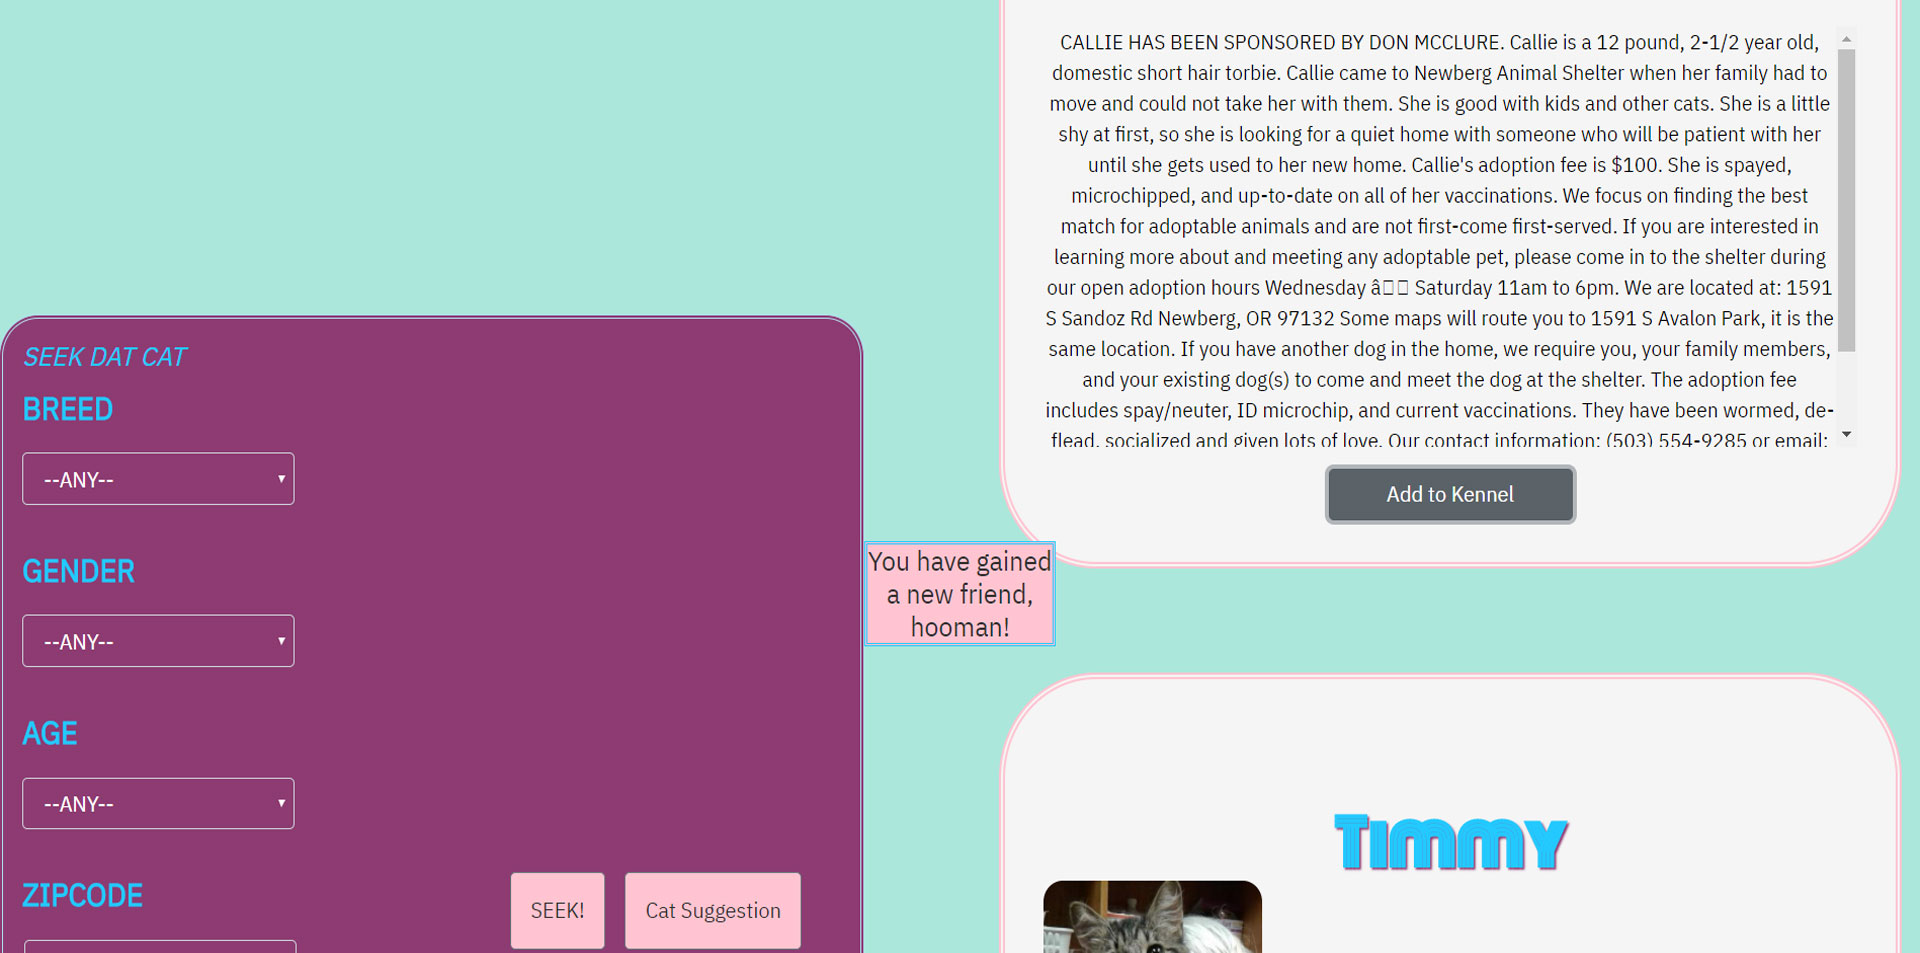 CALLIE HAS BEEN SPONSORED BY DON MCCLURE. Callie is a 12 pound, 2-1/2 year old,
domestic short hair torbie. Callie came to Newberg Animal Shelter when her family had to
move and could not take her with them. She is good with kids and other cats. She is a little
shy at first, so she is looking for a quiet home with someone who will be patient with her
until she gets used to her new home. Callie's adoption fee is $100. She is spayed,
microchipped, and up-to-date on all of her vaccinations. We focus on finding the best
match for adoptable animals and are not first-come first-served. If you are interested in
learning more about and meeting any adoptable pet, please come in to the shelter during
our open adoption hours Wednesday â□□ Saturday 11am to 6pm. We are located at: 1591
S Sandoz Rd Newberg, OR 97132 Some maps will route you to 1591 S Avalon Park, it is the
same location. If you have another dog in the home, we require you, your family members,
and your existing dog(s) to come and meet the dog at the shelter. The adoption fee
includes spay/neuter, ID microchip, and current vaccinations. They have been wormed, de-
flead, socialized and given lots of love. Our contact information: (503) 554-9285 or email:
Add to Kennel
You have gained
a new friend,
hooman!
SEEK DAT CAT
BREED
--ANY--
GENDER
--ANY--
AGE
--ANY--
ZIPCODE
SEEK!
Cat Suggestion
TIMMY